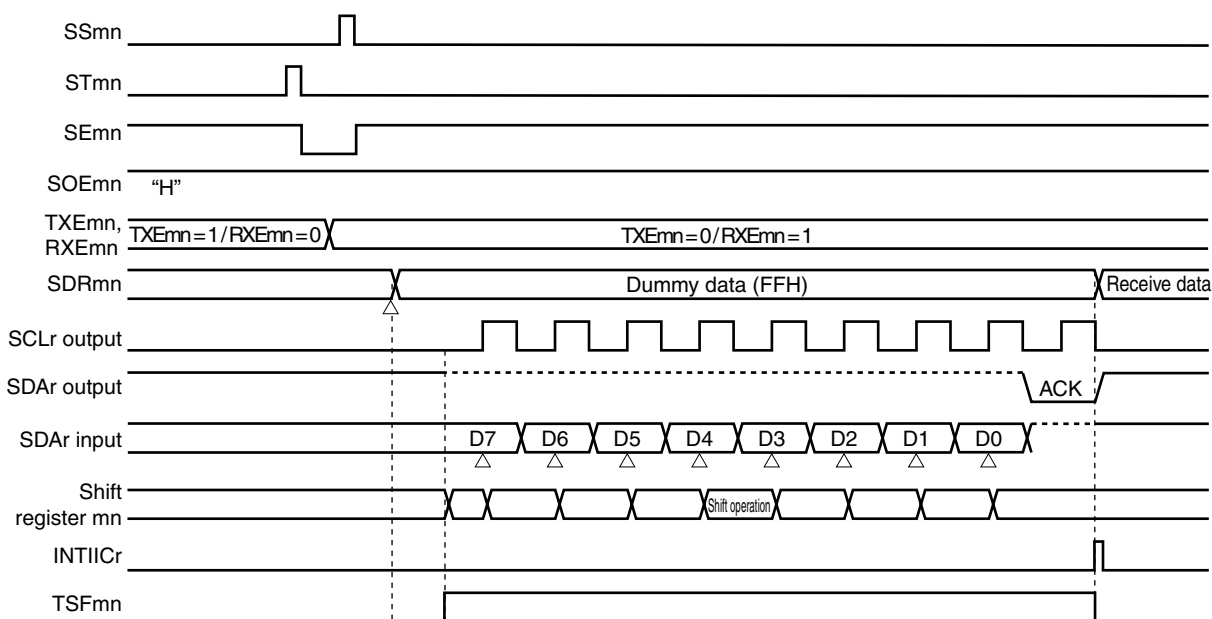 SSmn
STmn
SEmn
SOEmn “H”
TXEmn,
RXEmn
TXEmn=1/RXEmn=0 TXEmn=0/RXEmn=1
SDRmn Dummy data (FFH) Receive data
SCLr output
SDAr output ACK
SDAr input D7 D6 D5 D4 D3 D2 D1 D0
Shift
register mn
Shift operation
INTIICr
TSFmn